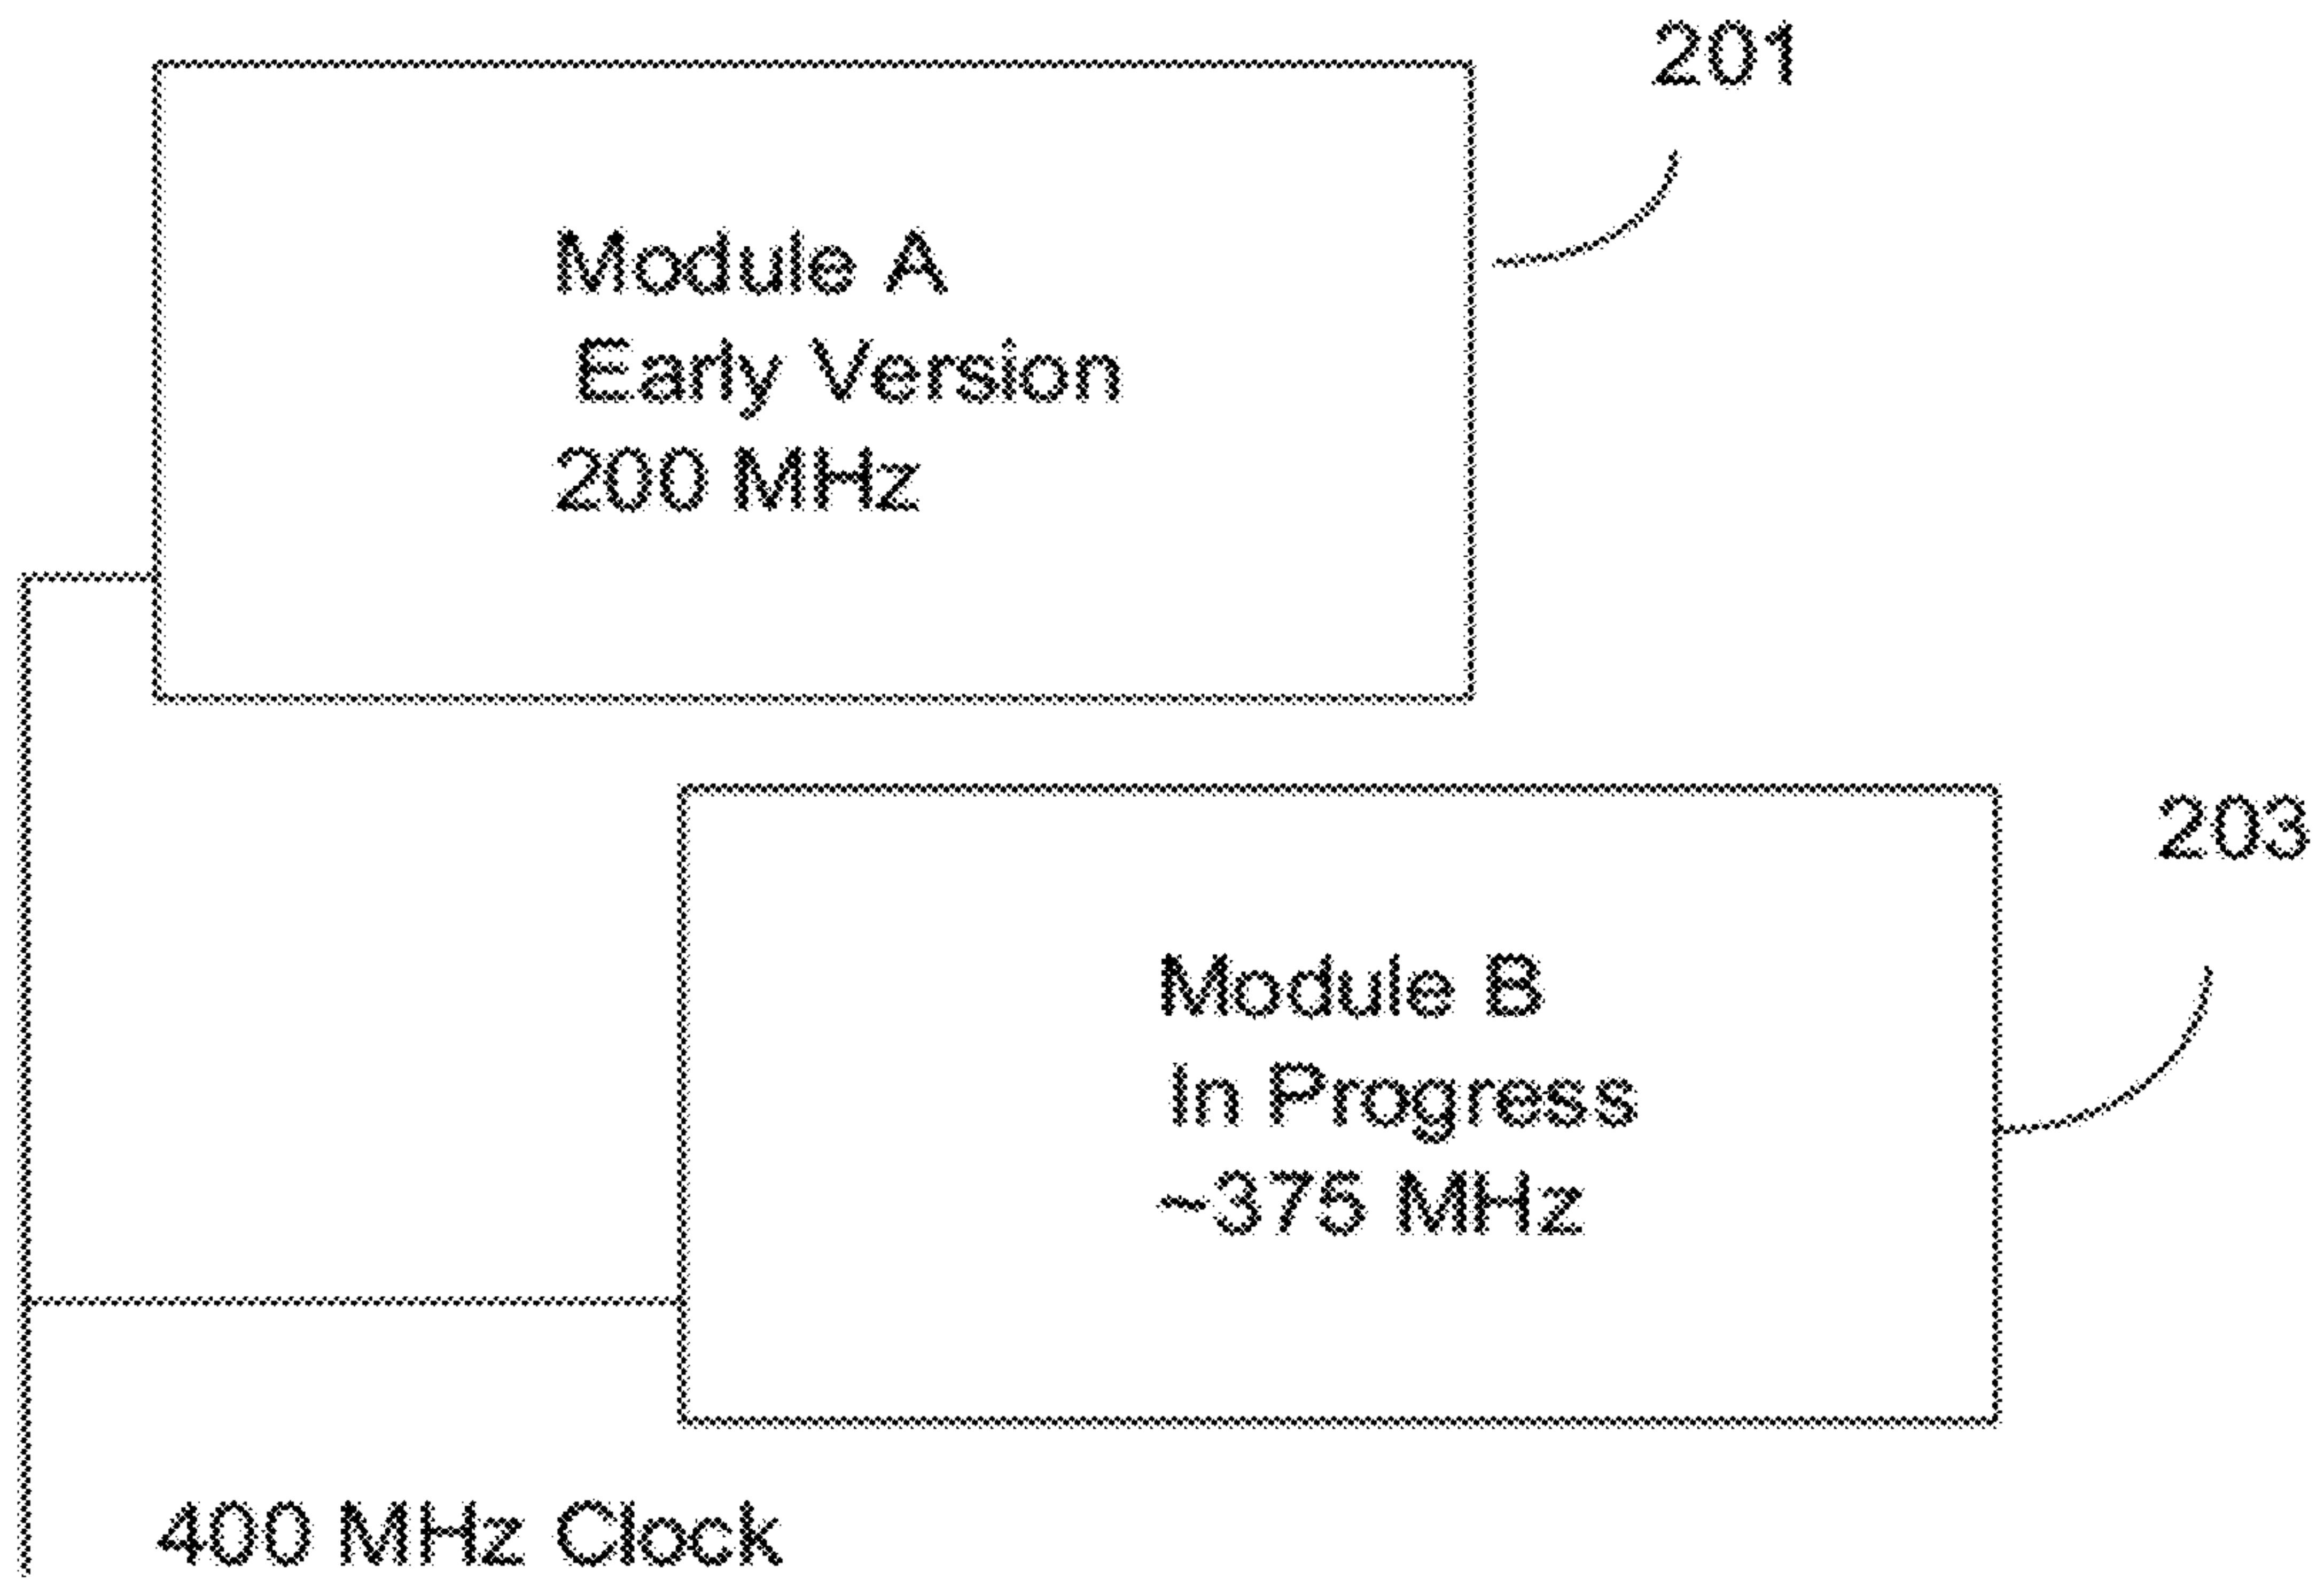 201
Module A
Early Version
200 MHz
203
Module B
In Progress
~375 MHz
400 MHz Clock